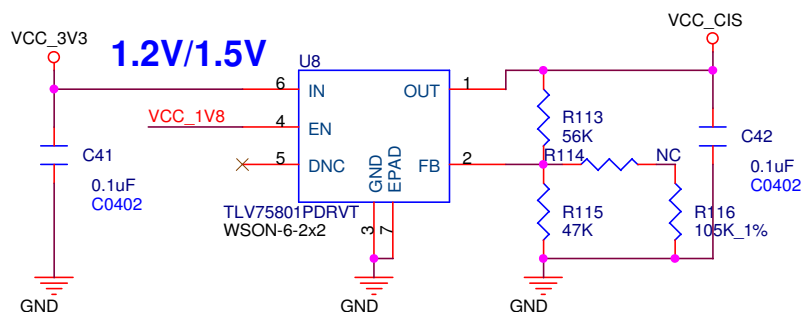 VCC_3V3
1.2V/1.5V
VCC_CIS
U8
6
IN
OUT
1
VCC_1V8
4
EN
5
DNC
FB
2
GND
EPAD
3
7
TLV75801PDRVT
WSON-6-2x2
C41
0.1uF
C0402
R113
56K
R114
NC
R115
47K
R116
105K_1%
C42
0.1uF
C0402
GND
GND
GND